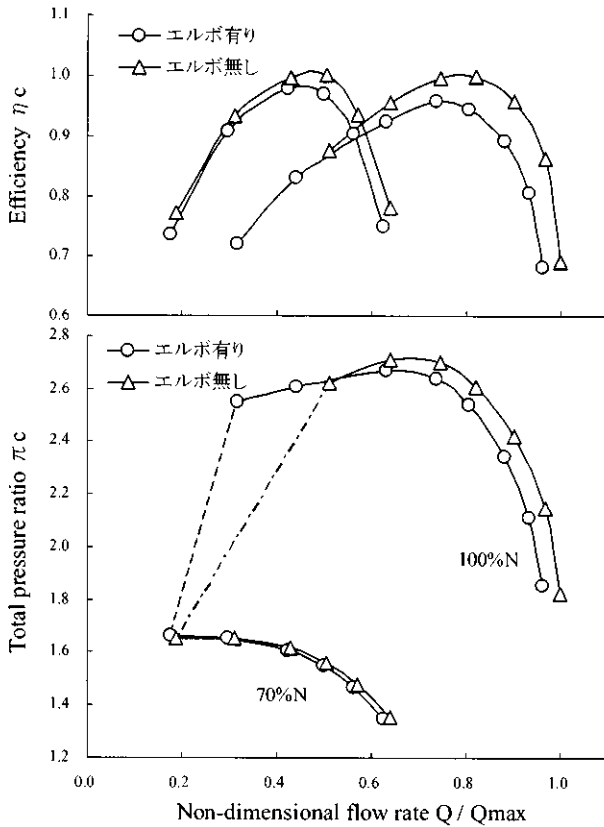 エルボ有り
エルボ無し
Efficiency ηc
1.1
1.0
0.9
0.8
0.7
0.6
エルボ有り
エルボ無し
Total pressure ratio πc
2.8
2.6
2.4
2.2
2.0
1.8
1.6
1.4
1.2
100%N
70%N
0.0 0.2 0.4 0.6 0.8 1.0
Non-dimensional flow rate Q / Qmax